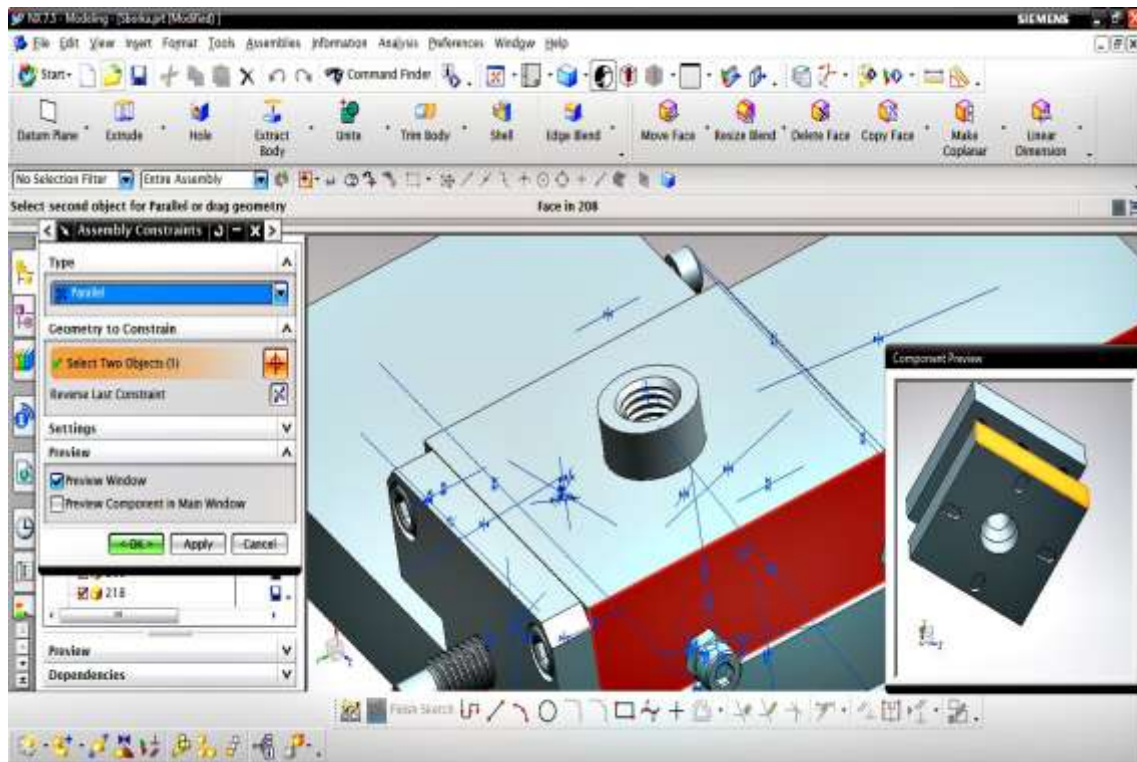 NX 7.5 - Modeling - [Sborka.prt (Modified) ]
SIEMENS
File Edit View Insert Format Tools Assemblies Information Analysis Preferences Window Help
Start Command Finder
Datum Plane Extrude Hole Extract Body Unite Trim Body Shell Edge Blend Move Face Resize Blend Delete Face Copy Face Make Coplanar Linear Dimension
No Selection Filter Entire Assembly
Select second object for Parallel or drag geometry Face in 208
Assembly Constraints
Type
Parallel
Geometry to Constrain
Select Two Objects (1)
Reverse Last Constraint
Settings
Preview
Preview Window
Preview Component in Main Window
<OK> Apply Cancel
218
Preview
Dependencies
Component Preview
Finish Sketch